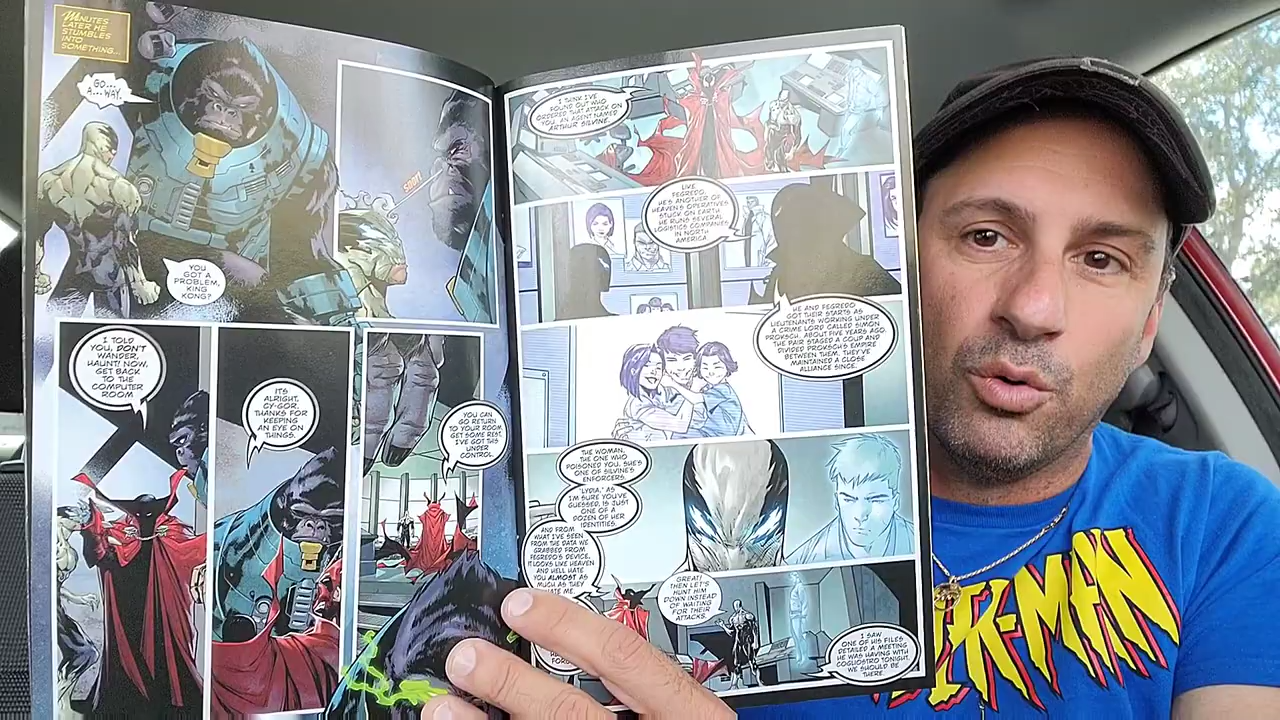 MINUTES
LATER HE
STUMBLES
INTO
SOMETHING...
GO...
A...WAY.
YOU
GOT A
PROBLEM,
KING
KONG?
SNORT
I TOLD
YOU, DON'T
WANDER,
HAUNT! NOW,
GET BACK
TO THE
COMPUTER
ROOM
ITS
ALRIGHT,
CY-GOR.
THANKS FOR
KEEPING
AN EYE ON
THINGS.
YOU CAN
GO RETURN
TO YOUR ROOM.
GET SOME REST.
I'VE GOT THIS
UNDER
CONTROL.
I THINK I'VE
FOUND OUT WHO
ORDERED THE ATTACK ON
YOU. AN AGENT NAMED
ARTHUR SILVINE.
LIKE
FEGREDO,
HE'S ANOTHER OF
HEAVEN'S OPERATIVES
STUCK ON EARTH.
HE RUNS SEVERAL
LOGISTICS COMPANIES
IN NORTH
AMERICA
HE AND FEGREDO
GOT THEIR STARTS AS
LIEUTENANTS WORKING UNDER
A CRIME LORD CALLED SIMON
PROKSCH. ABOUT FIVE YEARS AGO
THE PAIR STAGED A COUP AND
DIVIDED PROKSCH'S EMPIRE
BETWEEN THEM. THEY'VE
MAINTAINED A CLOSE
ALLIANCE SINCE.
THE WOMAN.
THE ONE WHO
POISONED YOU. SHE'S
ONE OF SILVINE'S
ENFORCERS.
"LYDIA," AS
I'M SURE YOU'VE
GUESSED, IS JUST
ONE OF A
DOZEN OF HER
IDENTITIES.
AND FROM
WHAT I'VE SEEN
FROM THE DATA WE
GRABBED FROM
FEGREDO'S DEVICE,
IT LOOKS LIKE HEAVEN
AND HELL HATE
YOU ALMOST AS
MUCH AS THEY
HATE ME.
GREAT!
THEN LET'S
HUNT HIM
DOWN INSTEAD
OF WAITING
FOR THEIR
ATTACKS.
I SAW
ONE OF HIS FILES
DETAILED A MEETING
HE WAS HAVING WITH
COGLIOSTRO TONIGHT.
WE SHOULD BE
THERE.